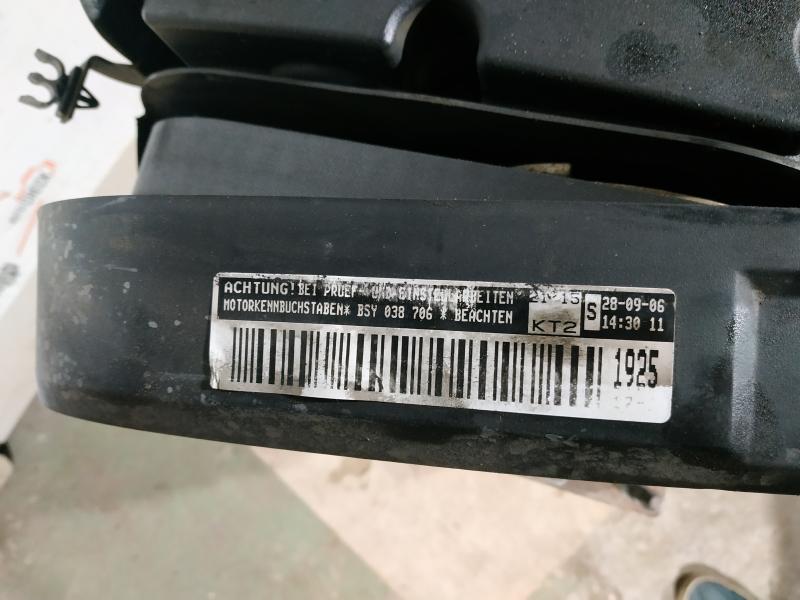 ACHTUNG! BEI PRUEF- UND EINSTELLARBEITEN
MOTORKENNBUCHSTABEN* BSY 038 706 * BEACHTEN
KT2
S
28-09-06
14:30 11
1925